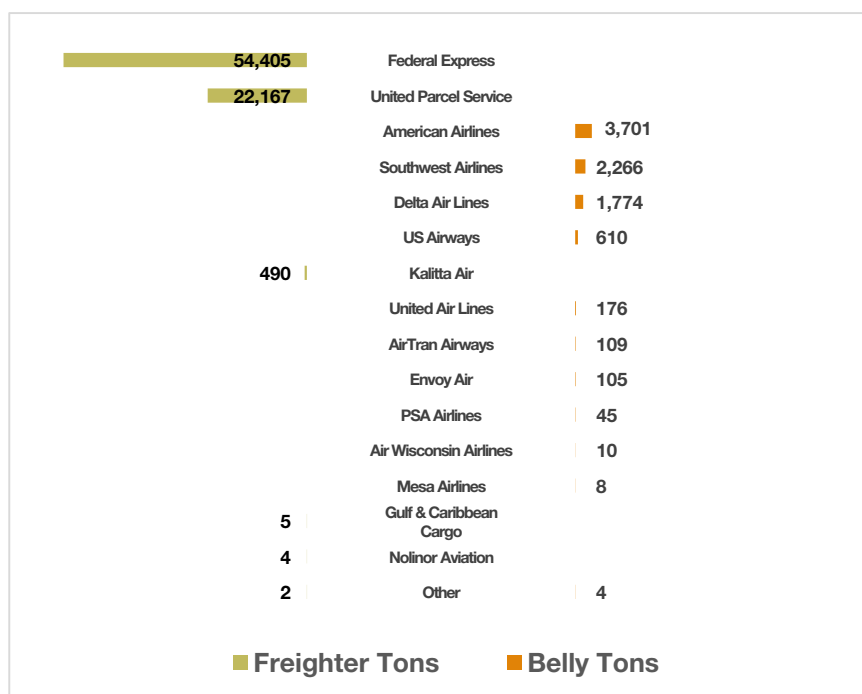 54,405 Federal Express
22,167 United Parcel Service
American Airlines 3,701
Southwest Airlines 2,266
Delta Air Lines 1,774
US Airways 610
490 Kalitta Air
United Air Lines 176
AirTran Airways 109
Envoy Air 105
PSA Airlines 45
Air Wisconsin Airlines 10
Mesa Airlines 8
5 Gulf & Caribbean
Cargo
4 Nolinor Aviation
2 Other 4
Freighter Tons Belly Tons